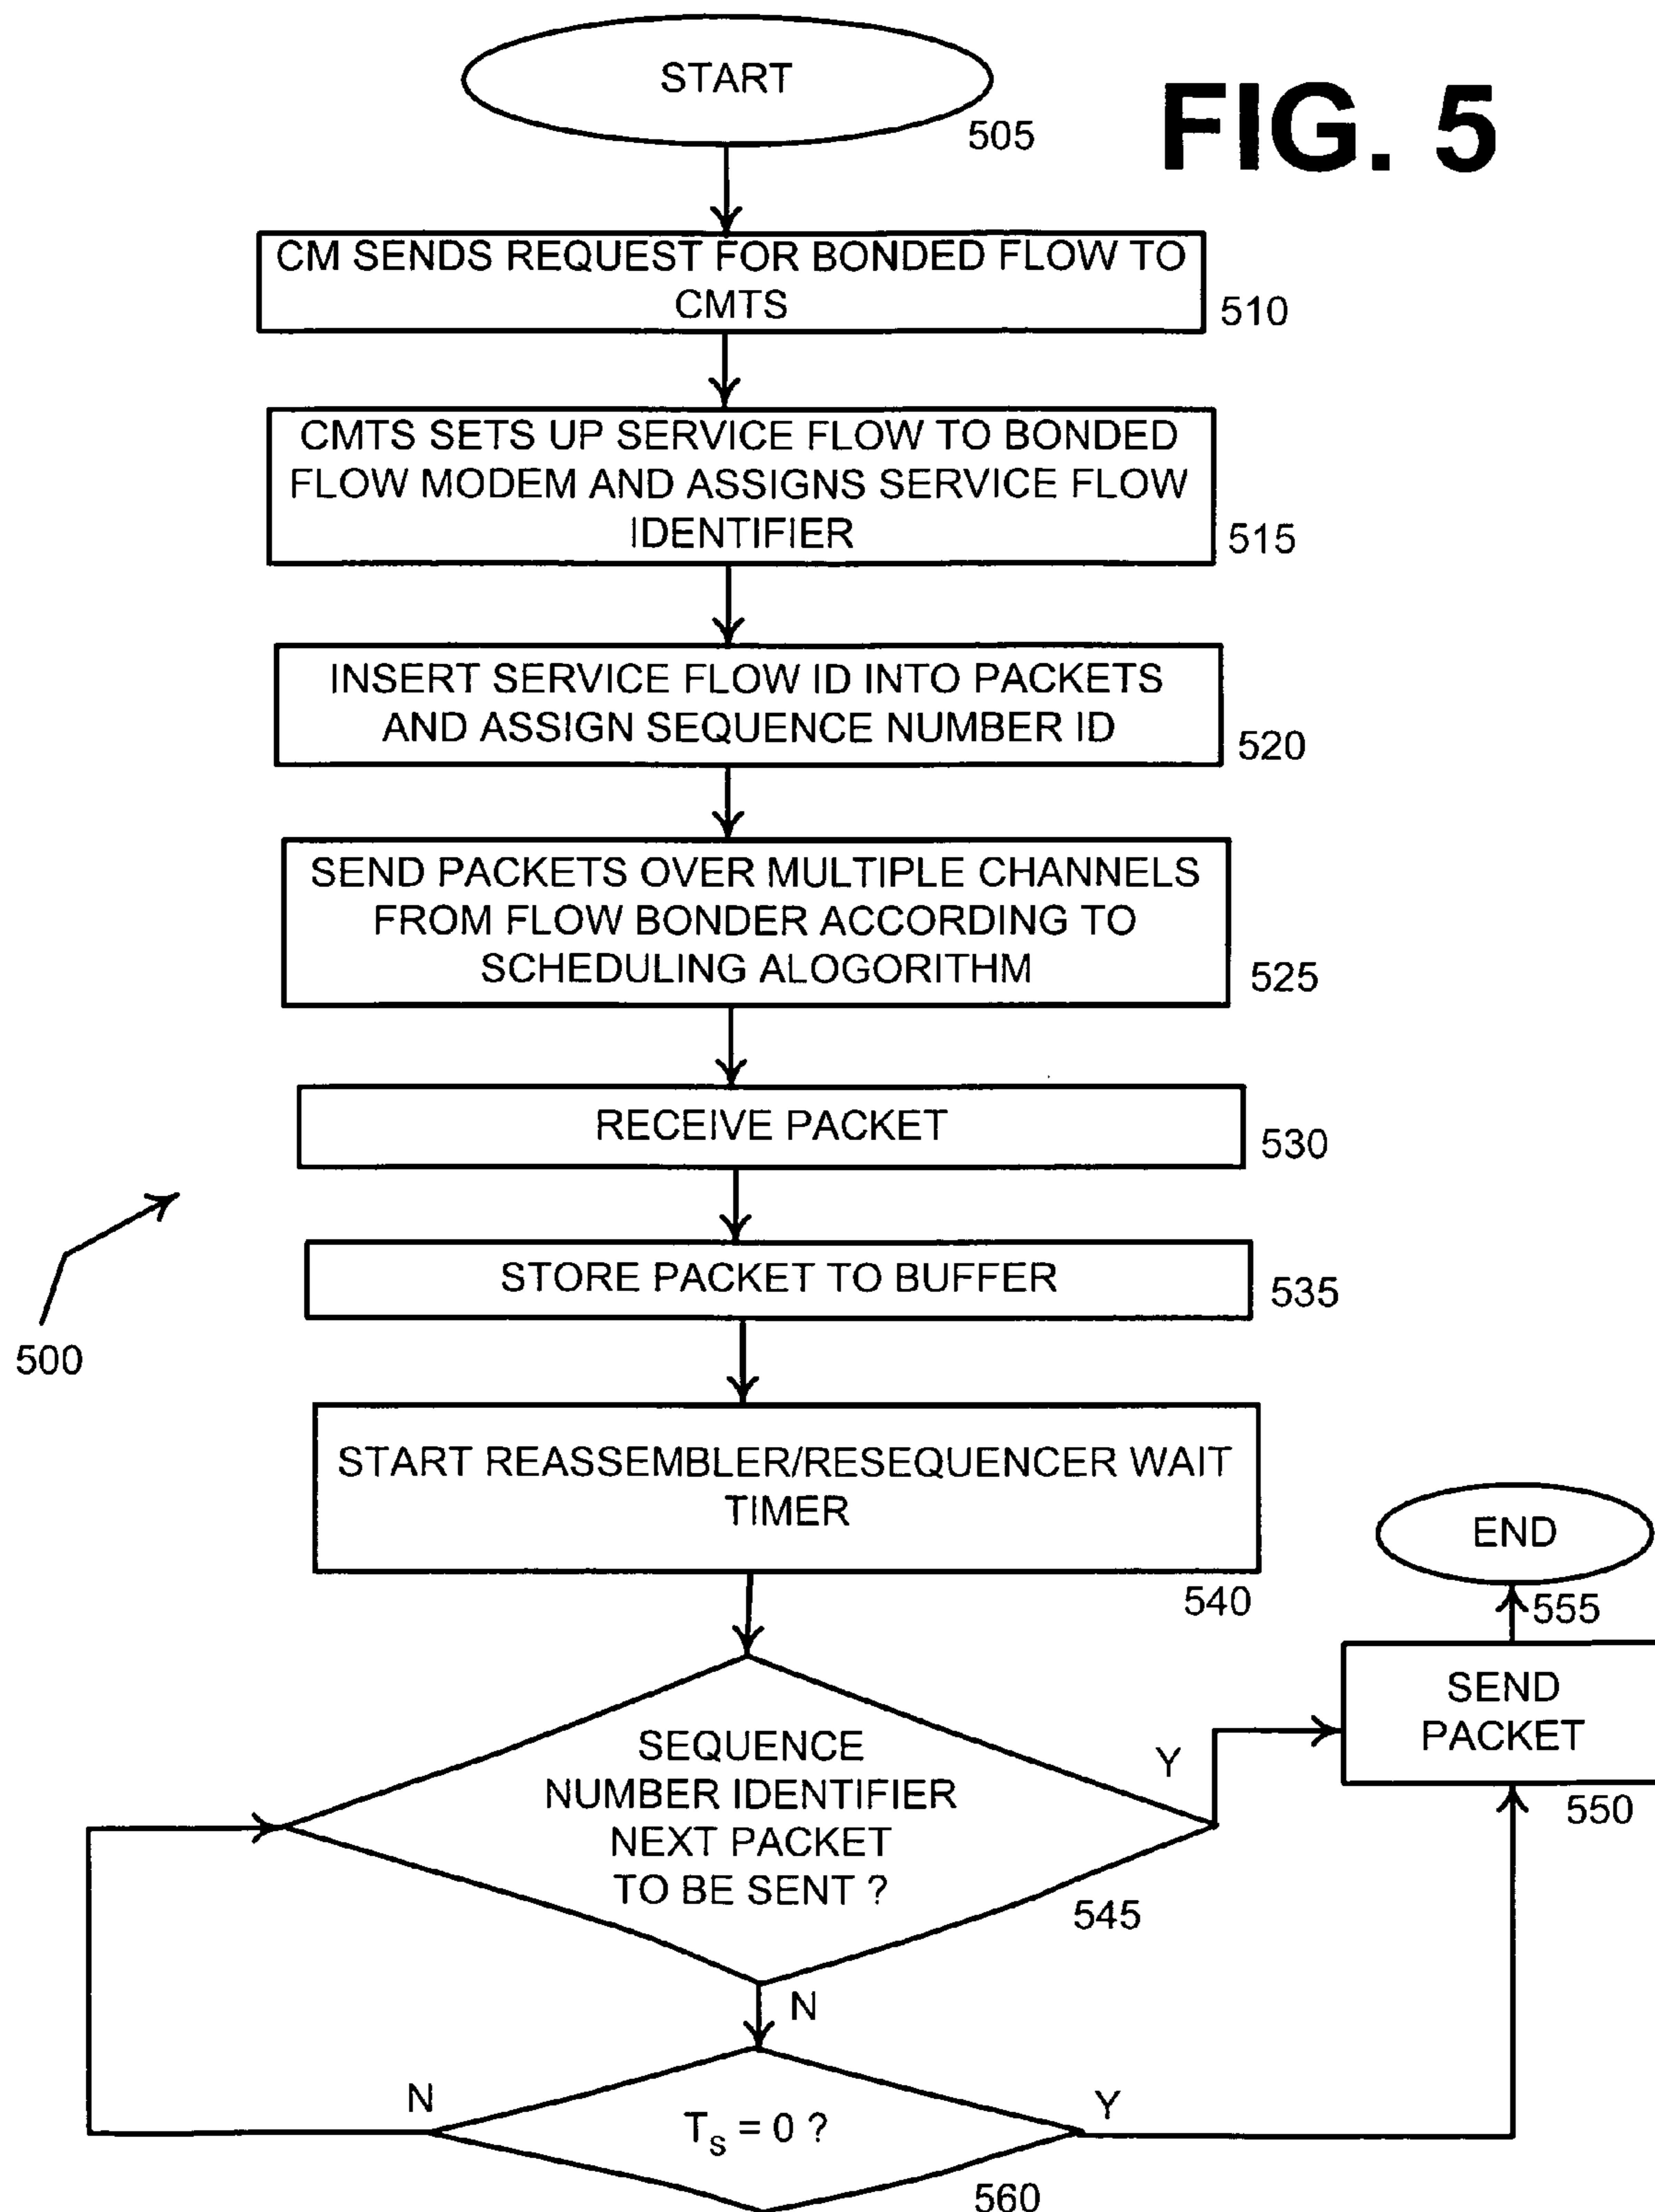 START
505
FIG. 5
CM SENDS REQUEST FOR BONDED FLOW TO
CMTS
510
CMTS SETS UP SERVICE FLOW TO BONDED
FLOW MODEM AND ASSIGNS SERVICE FLOW
IDENTIFIER
515
INSERT SERVICE FLOW ID INTO PACKETS
AND ASSIGN SEQUENCE NUMBER ID
520
SEND PACKETS OVER MULTIPLE CHANNELS
FROM FLOW BONDER ACCORDING TO
SCHEDULING ALOGORITHM
525
RECEIVE PACKET
530
STORE PACKET TO BUFFER
535
500
START REASSEMBLER/RESEQUENCER WAIT
TIMER
540
END
555
SEND
PACKET
550
SEQUENCE
NUMBER IDENTIFIER
NEXT PACKET
TO BE SENT ?
Y
545
N
N
T_S = 0 ?
Y
560